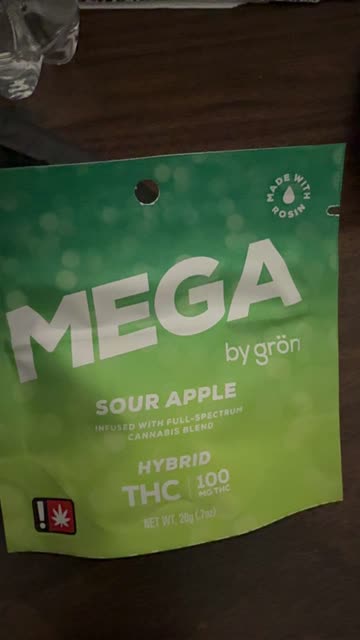 MADE WITH
ROSIN
MEGA
by grön
SOUR APPLE
INFUSED WITH FULL-SPECTRUM
CANNABIS BLEND
HYBRID
THC | 100
MG THC
NET WT. 20g (.7oz)
!